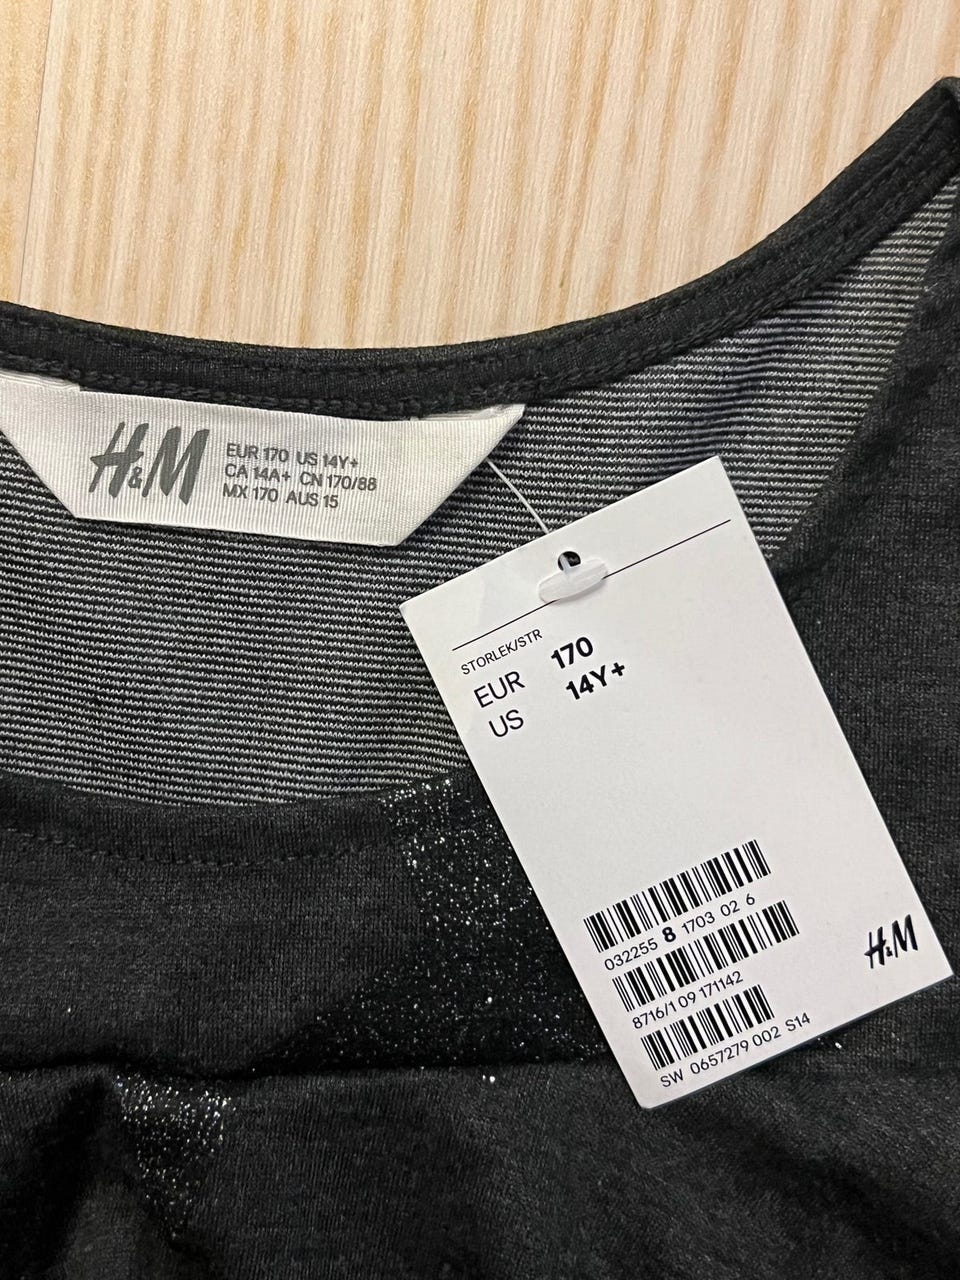 H&M
EUR 170 US 14Y+
CA 14A+ CN 170/88
MX 170 AUS 15
STORLEK/STR
EUR 170
US 14Y+
032255 8 1703 02 6
8716/1 09 171142
SW 0657279 002 S14
H&M